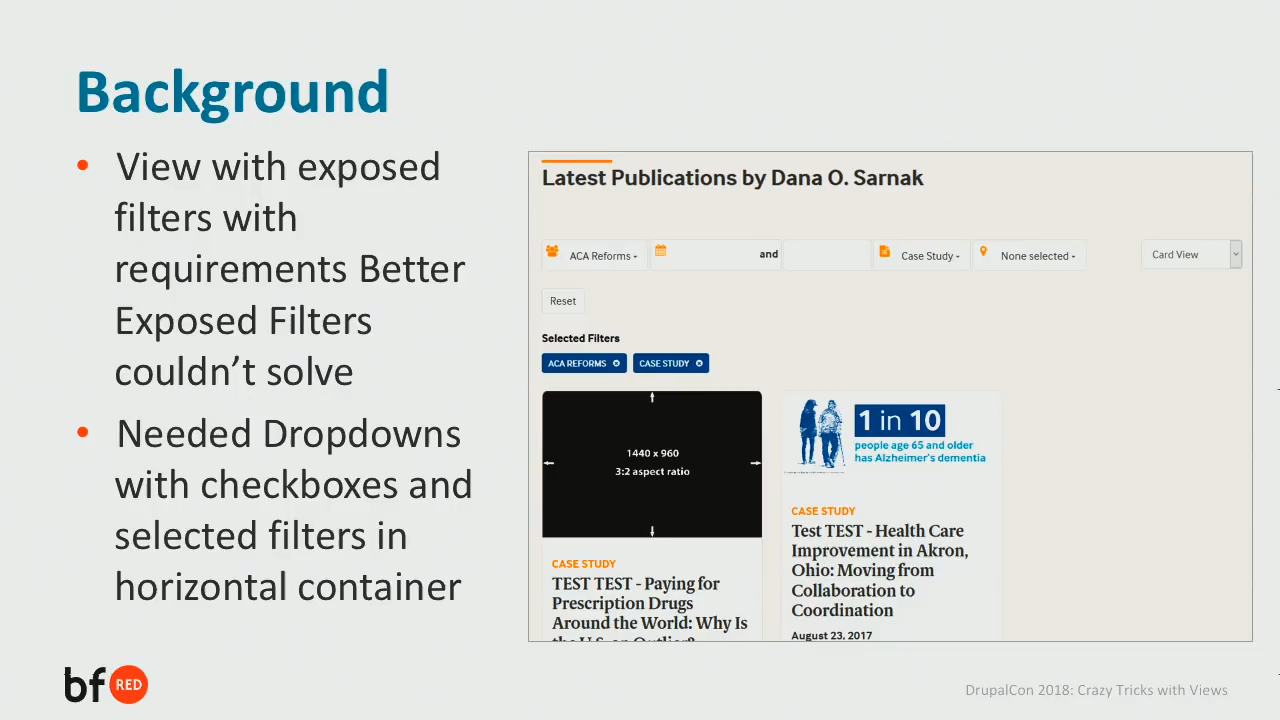 Background
• View with exposed
filters with
requirements Better
Exposed Filters
couldn't solve
• Needed Dropdowns
with checkboxes and
selected filters in
horizontal container
Latest Publications by Dana O. Sarnak
ACA Reforms
and
Case Study
None selected
Card View
Reset
Selected Filters
ACA REFORMS
CASE STUDY
1440 x 960
3:2 aspect ratio
CASE STUDY
TEST TEST - Paying for
Prescription Drugs
Around the World: Why Is
the U.S. an Outlier?
1 in 10
people age 65 and older
has Alzheimer's dementia
CASE STUDY
Test TEST - Health Care
Improvement in Akron,
Ohio: Moving from
Collaboration to
Coordination
August 23, 2017
bf RED
DrupalCon 2018: Crazy Tricks with Views